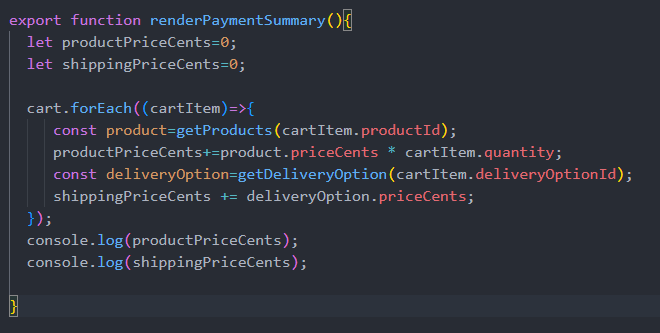 export function renderPaymentSummary(){
  let productPriceCents=0;
  let shippingPriceCents=0;

  cart.forEach((cartItem)=>{
     const product=getProducts(cartItem.productId);
     productPriceCents+=product.priceCents * cartItem.quantity;
     const deliveryOption=getDeliveryOption(cartItem.deliveryOptionId);
     shippingPriceCents += deliveryOption.priceCents;
  });
  console.log(productPriceCents);
  console.log(shippingPriceCents);

}